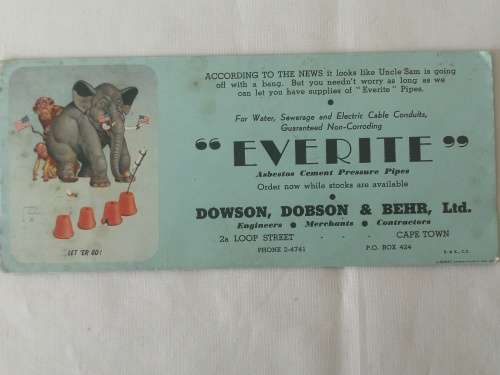 ACCORDING TO THE NEWS it looks like Uncle Sam is going
off with a bang. But you needn't worry as long as we
can let you have supplies of "Everite" Pipes.
For Water, Sewerage and Electric Cable Conduits,
Guaranteed Non-Corroding
"EVERITE"
Asbestos Cement Pressure Pipes
Order now while stocks are available
DOWSON, DOBSON & BEHR, Ltd.
Engineers • Merchants • Contractors
2a LOOP STREET - - - CAPE TOWN
PHONE 2-4741 P.O. BOX 424
LET 'ER GO!